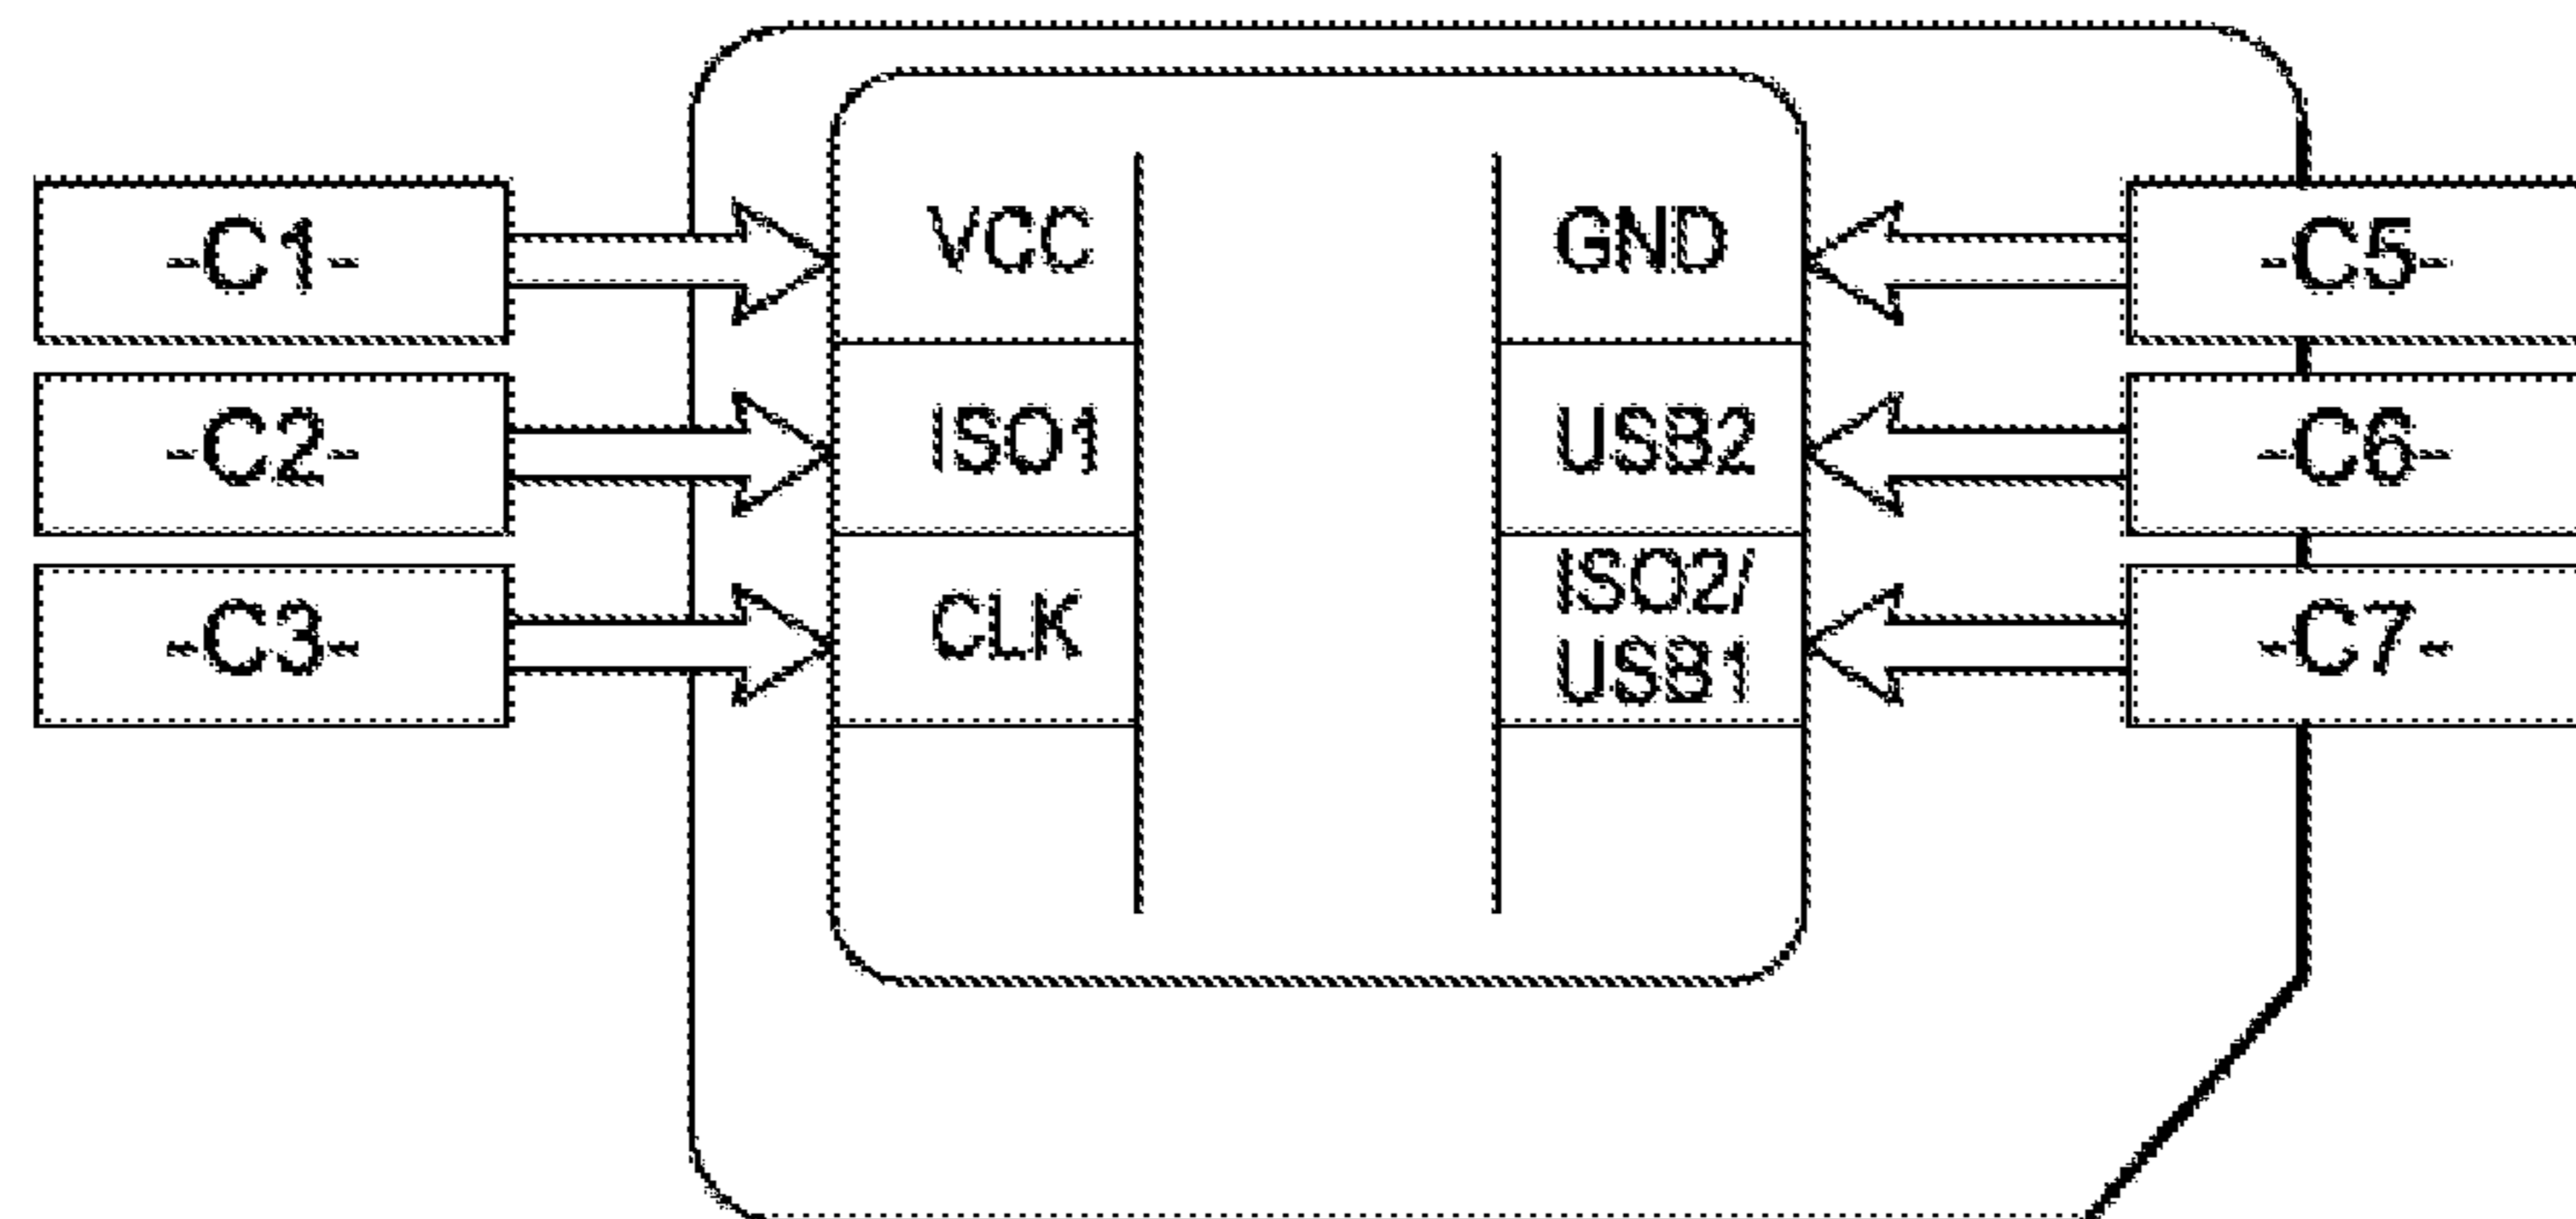 -C1-
VCC
GND
-C5-
-C2-
ISO1
USB2
-C6-
-C3-
CLK
ISO2/
USB1
-C7-